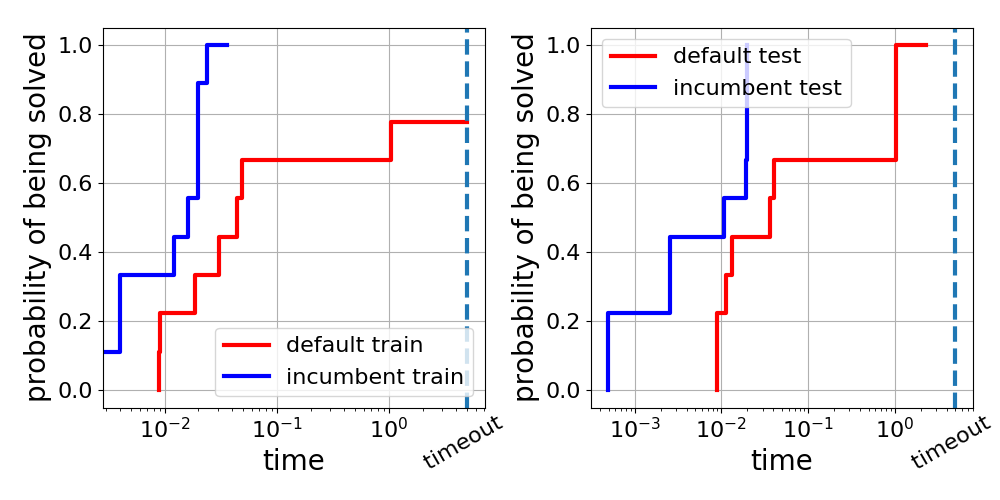 probability of being solved
1.0
0.8
0.6
0.4
0.2
0.0
default train
incumbent train
10⁻² 10⁻¹ 10⁰ timeout
time
probability of being solved
1.0
0.8
0.6
0.4
0.2
0.0
default test
incumbent test
10⁻³ 10⁻² 10⁻¹ 10⁰ timeout
time